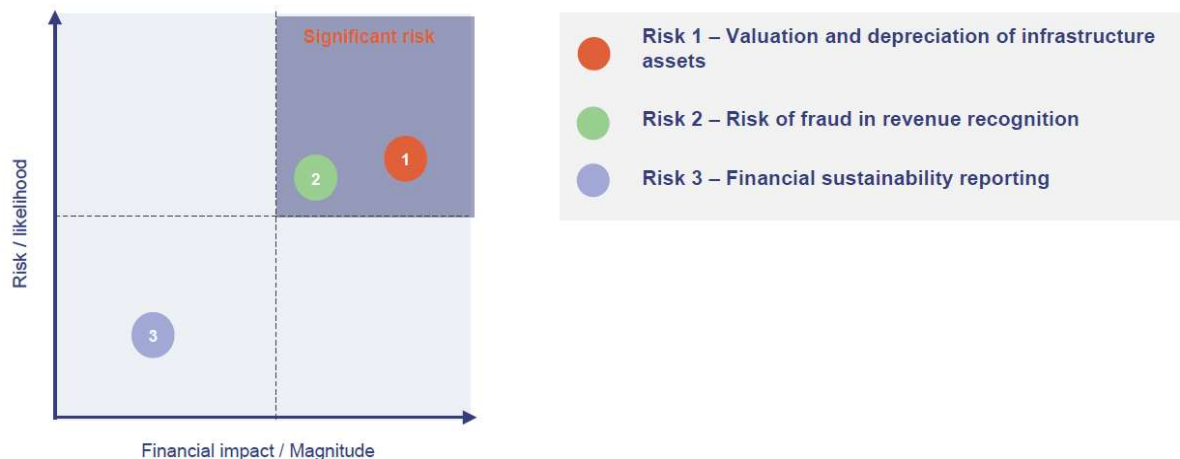 Significant risk
1
2
3
Risk / likelihood
Financial impact / Magnitude
Risk 1 – Valuation and depreciation of infrastructure
assets
Risk 2 – Risk of fraud in revenue recognition
Risk 3 – Financial sustainability reporting